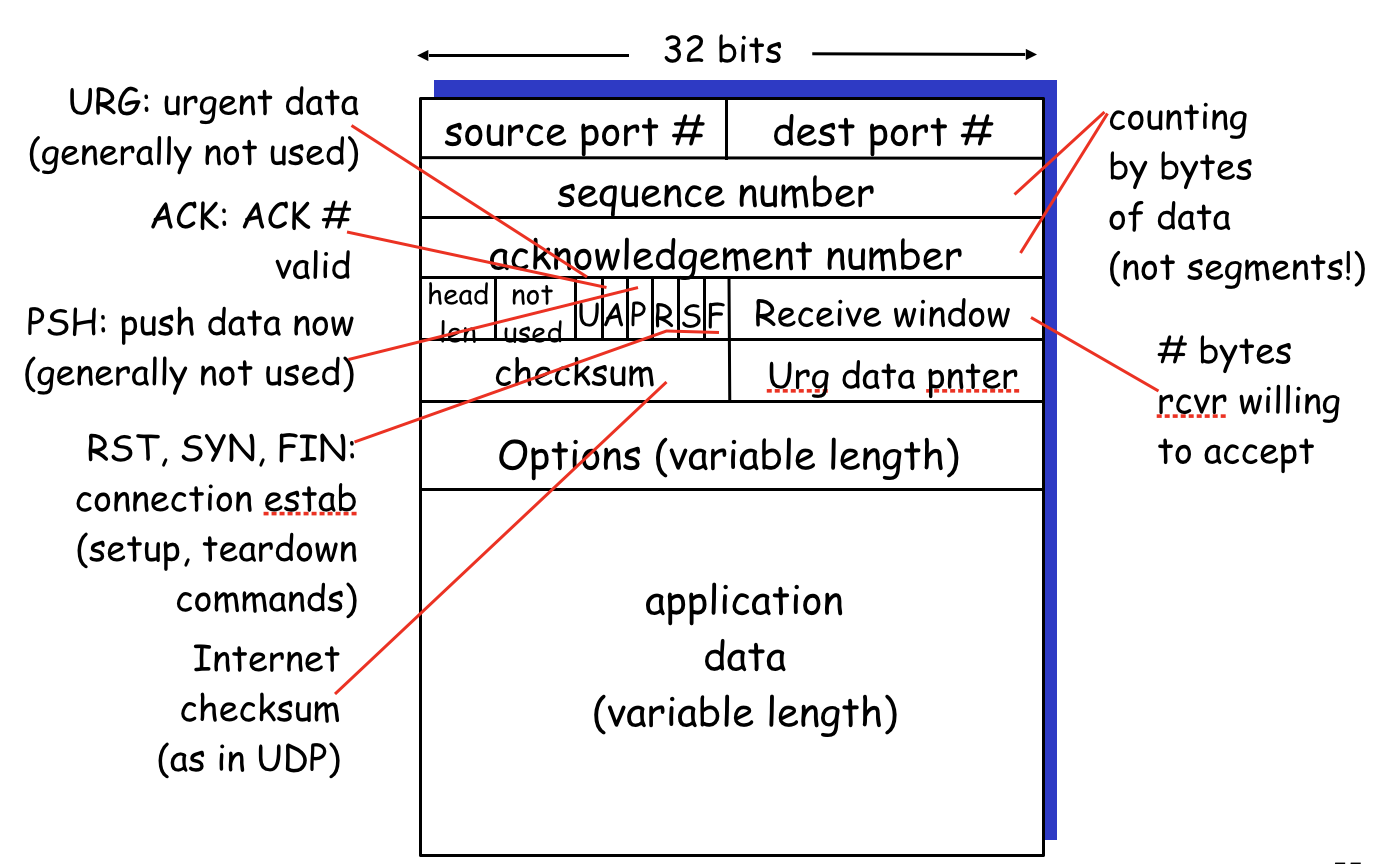 32 bits
URG: urgent data
(generally not used)
ACK: ACK #
valid
PSH: push data now
(generally not used)
RST, SYN, FIN:
connection estab
(setup, teardown
commands)
Internet
checksum
(as in UDP)
source port #
dest port #
sequence number
acknowledgement number
head
len
not
used
U
A
P
R
S
F
Receive window
checksum
Urg data pnter
Options (variable length)
application
data
(variable length)
counting
by bytes
of data
(not segments!)
# bytes
rcvr willing
to accept